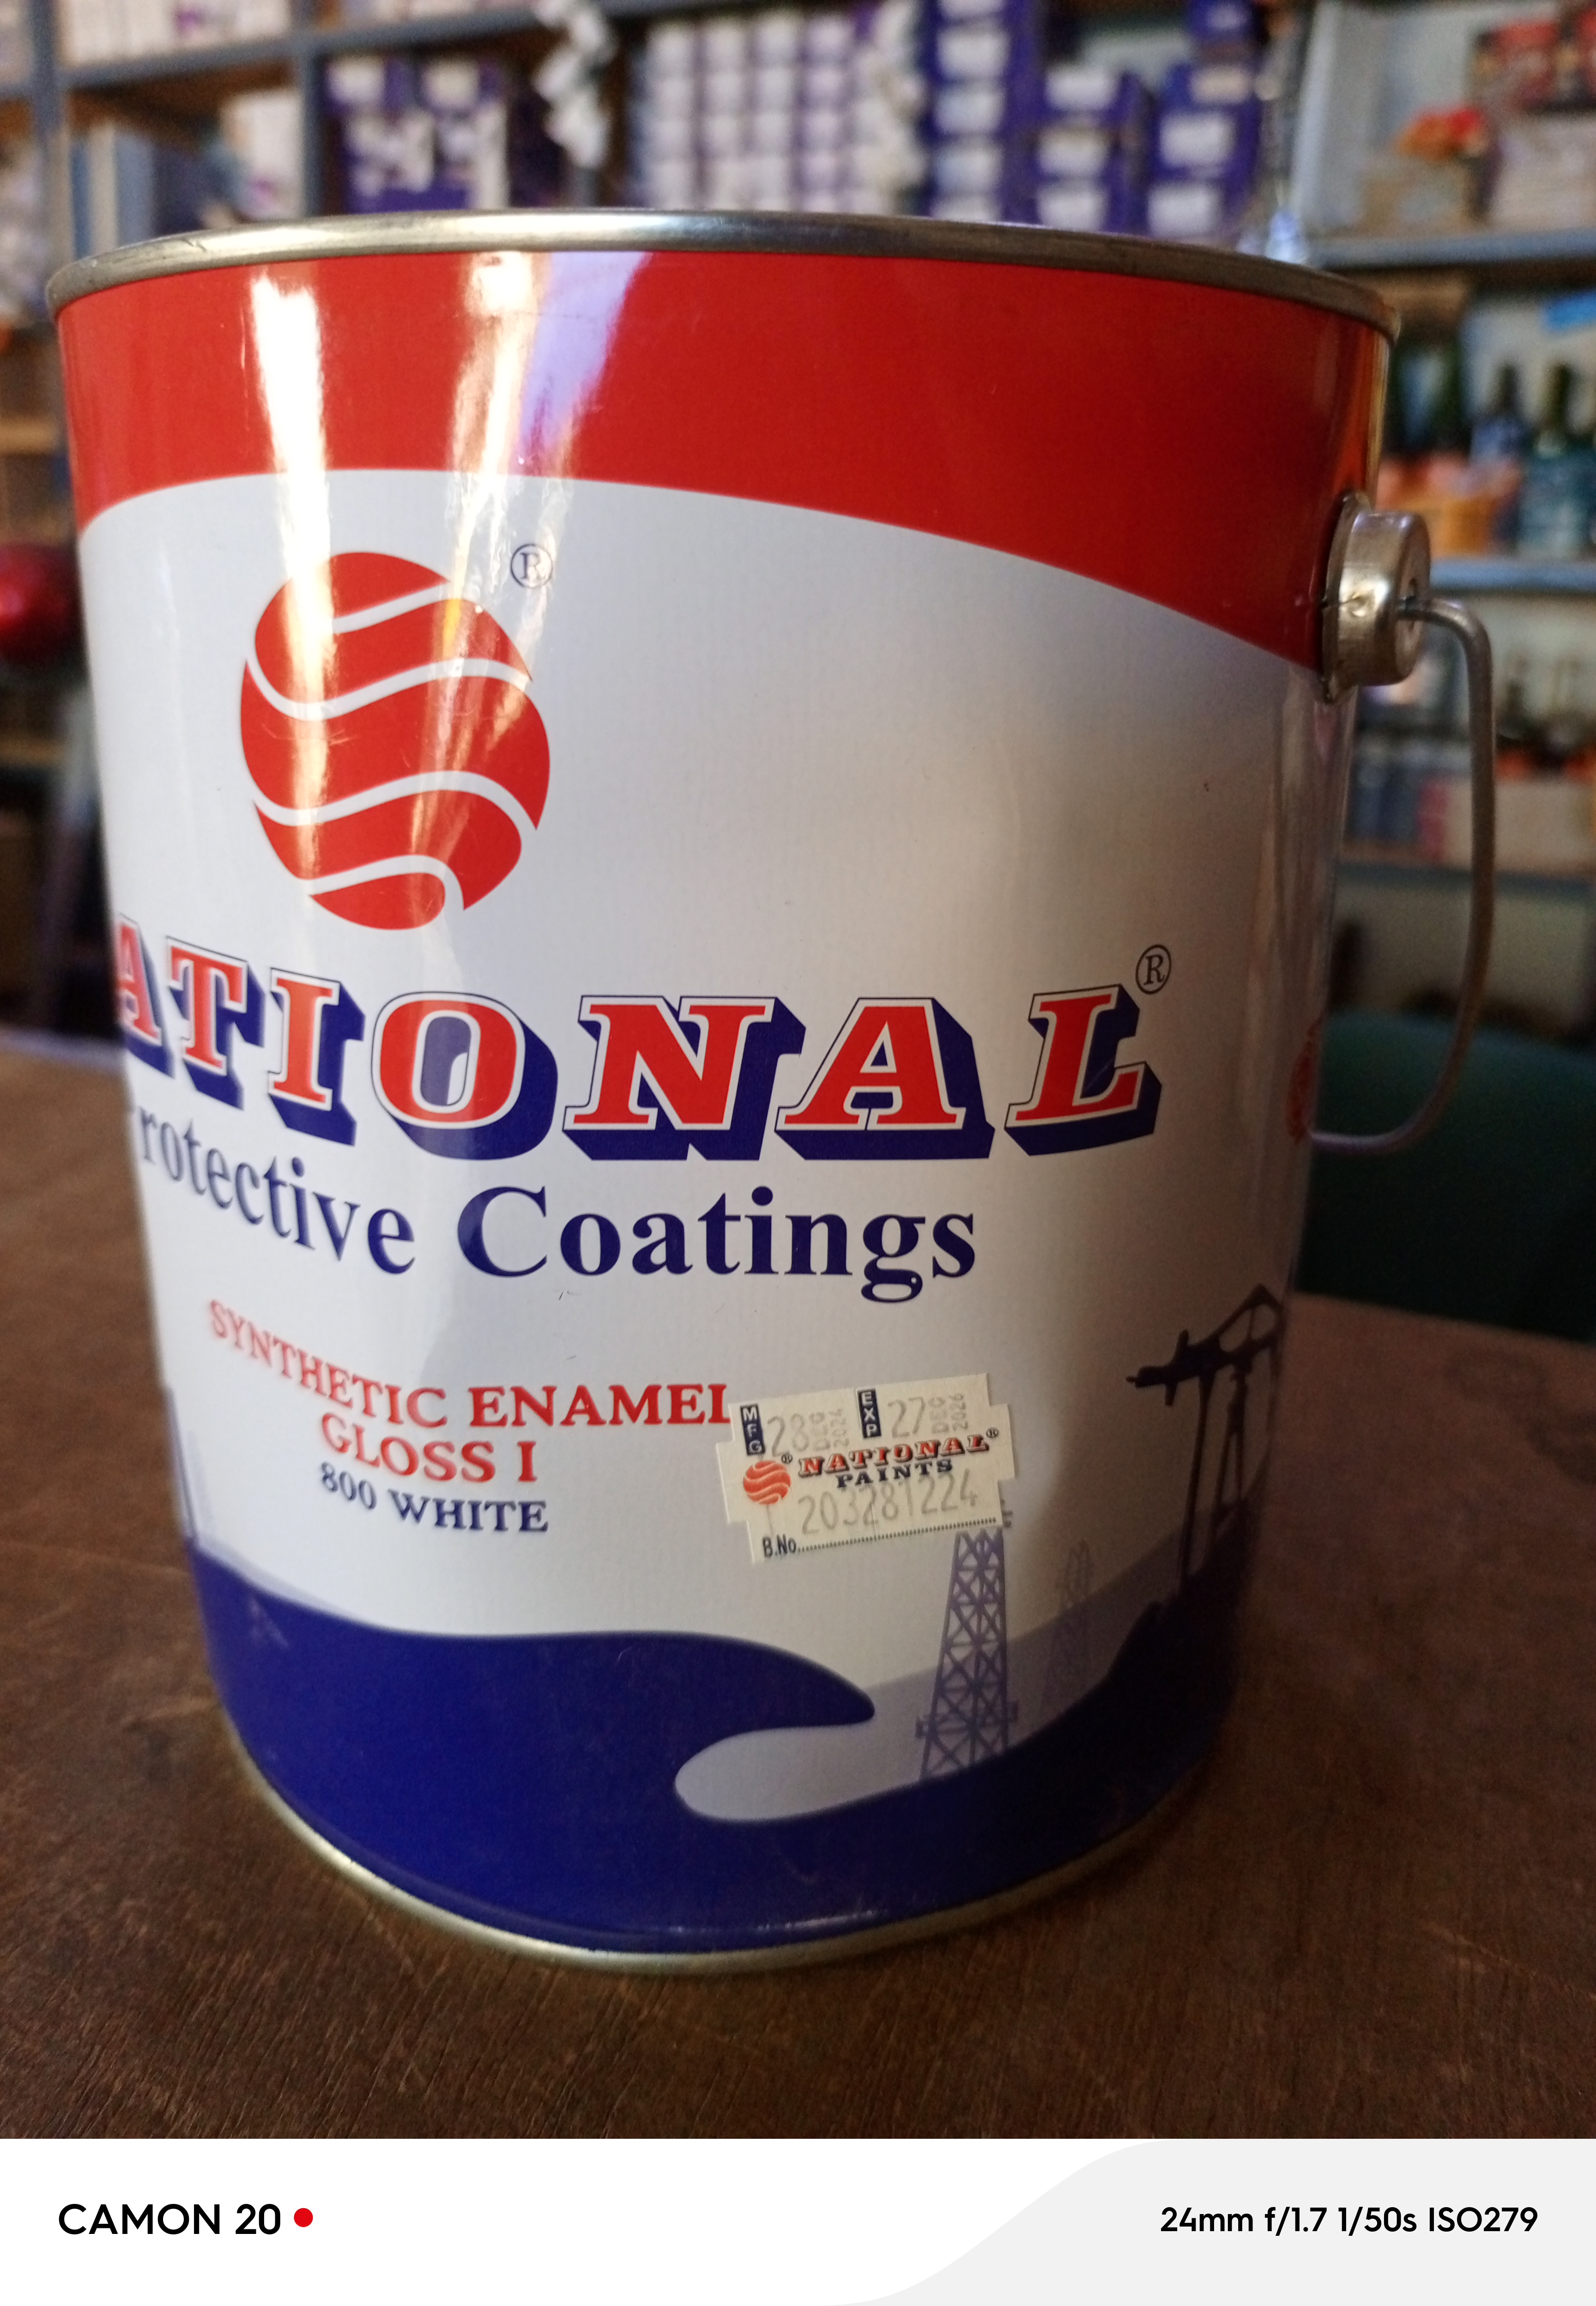 ®
ATIONAL®
rotective Coatings
SYNTHETIC ENAMEL
GLOSS I
800 WHITE
MFG 28 DEC 2024 EXP 27 DEC 2026
® NATIONAL®
PAINTS
203281224
B.No.
CAMON 20
24mm f/1.7 1/50s ISO279